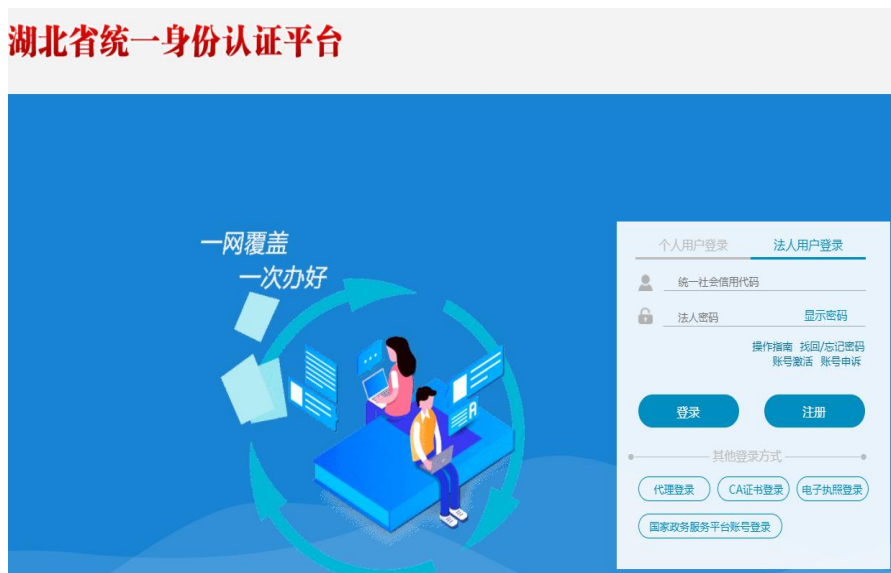 湖北省统一身份认证平台
一网覆盖
一次办好
个人用户登录 法人用户登录
统一社会信用代码
法人密码 显示密码
操作指南 找回/忘记密码
账号激活 账号申诉
登录 注册
其他登录方式
代理登录 CA证书登录 电子执照登录
国家政务服务平台账号登录